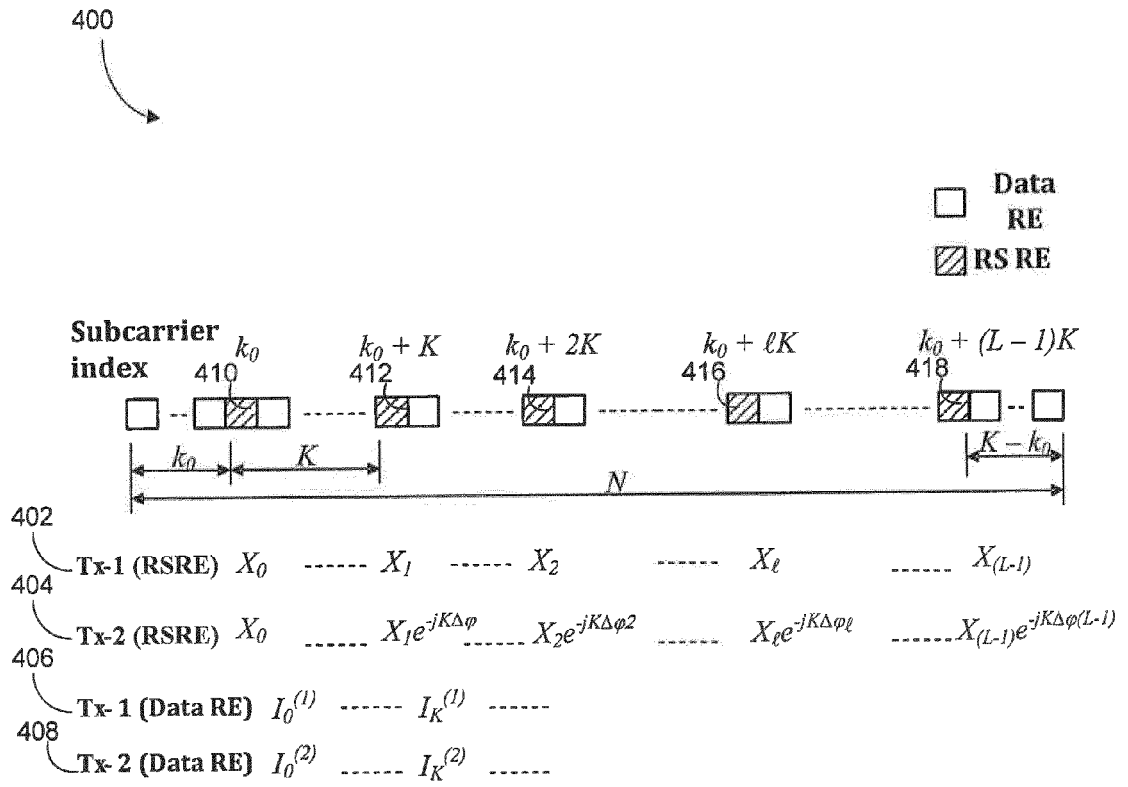 400
Data
RE
RS RE
Subcarrier
index
k₀ k₀ + K k₀ + 2K k₀ + ℓK k₀ + (L – 1)K
410 412 414 416 418
k₀ K K – k₀
N
402
Tx-1 (RSRE) X₀ ------ X₁ ------ X₂ ------ Xℓ ------ X₍L-1₎
404
Tx-2 (RSRE) X₀ ------ X₁e^-jKΔφ ------ X₂e^-jKΔφ2 ------ Xℓe^-jKΔφℓ ------ X₍L-1₎e^-jKΔφ(L-1)
406
Tx- 1 (Data RE) I₀^(1) ------ I_K^(1) ------
408
Tx- 2 (Data RE) I₀^(2) ------ I_K^(2) ------